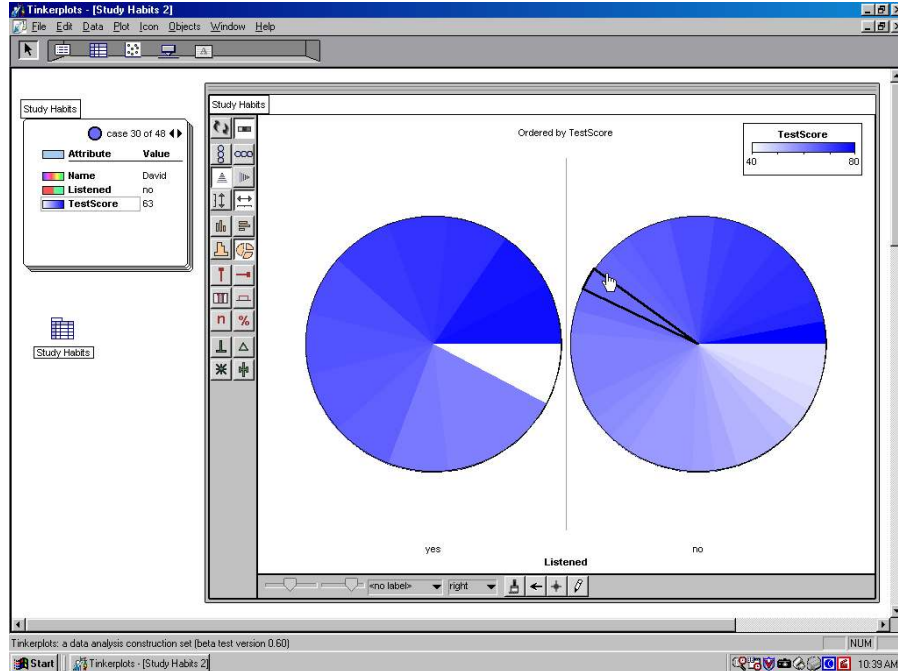 Tinkerplots - [Study Habits 2]
File Edit Data Plot Icon Objects Window Help
Study Habits
case 30 of 48
Attribute Value
Name David
Listened no
TestScore 63
Study Habits
Study Habits
Ordered by TestScore
TestScore
40 80
n %
yes no
Listened
<no label> right
Tinkerplots: a data analysis construction set (beta test version 0.60)
NUM
Start Tinkerplots - [Study Habits 2]
10:39 AM